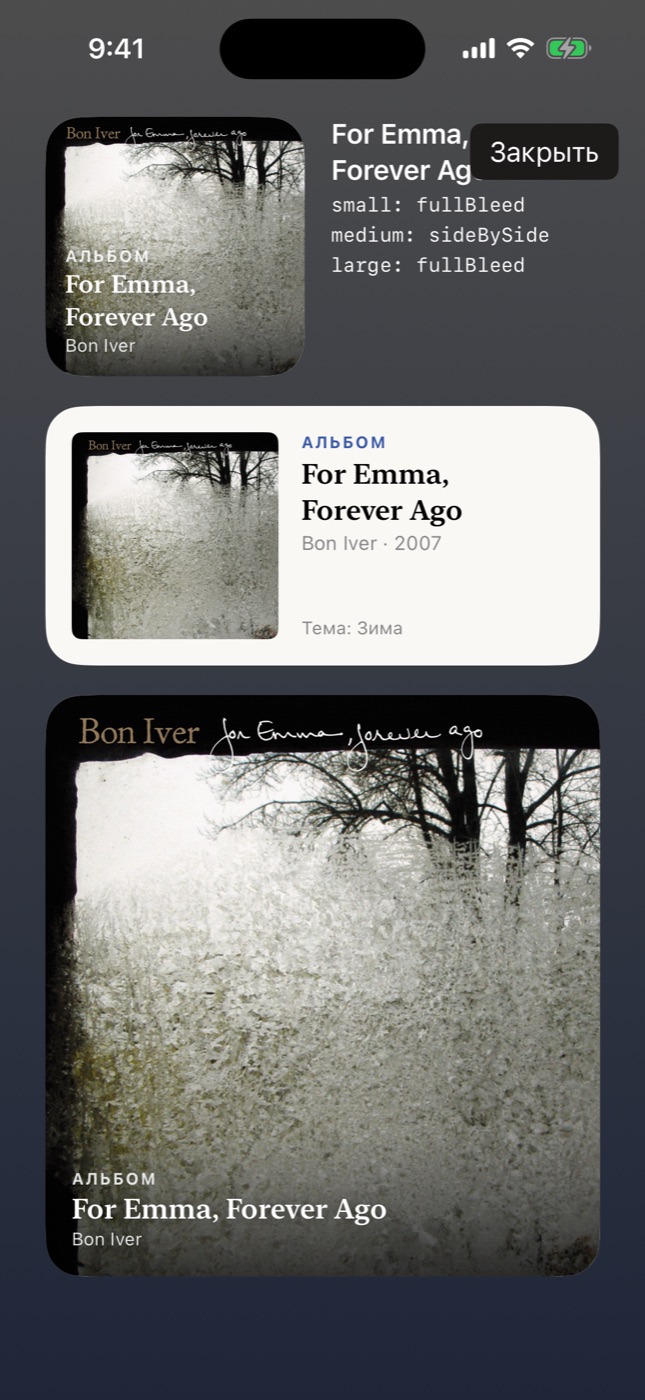 9:41
Bon Iver for Emma, forever ago
АЛЬБОМ
For Emma,
Forever Ago
Bon Iver
For Emma,
Forever Ag
Закрыть
small: fullBleed
medium: sideBySide
large: fullBleed
Bon Iver for Emma, forever ago
АЛЬБОМ
For Emma,
Forever Ago
Bon Iver · 2007
Тема: Зима
Bon Iver for Emma, forever ago
АЛЬБОМ
For Emma, Forever Ago
Bon Iver